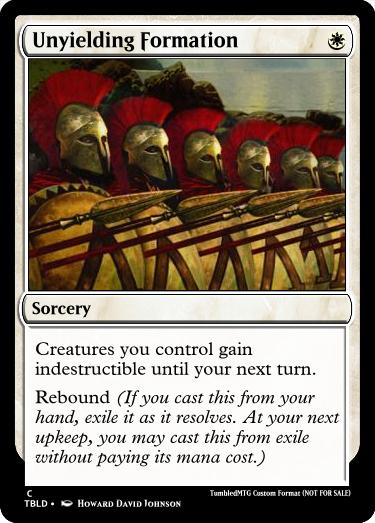 Unyielding Formation
Sorcery
Creatures you control gain
indestructible until your next turn.
Rebound (If you cast this from your
hand, exile it as it resolves. At your next
upkeep, you may cast this from exile
without paying its mana cost.)
C
TBLD • Howard David Johnson
TumbledMTG Custom Format (NOT FOR SALE)